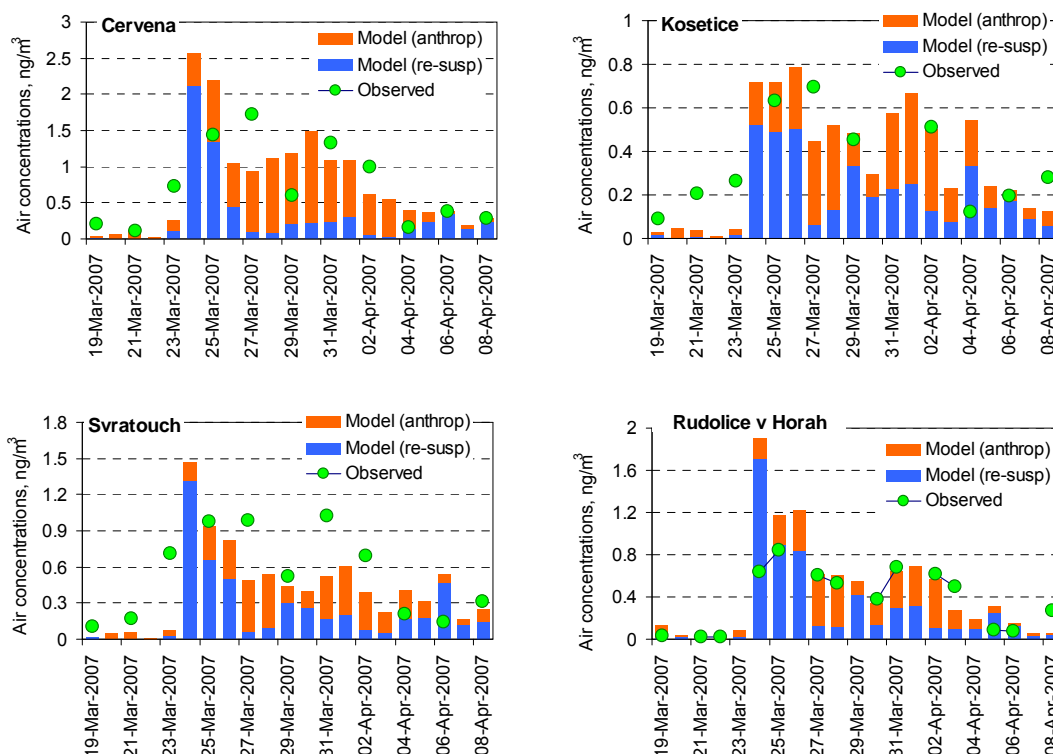 Cervena
Air concentrations, ng/m³
3
2.5
2
1.5
1
0.5
0
Model (anthrop)
Model (re-susp)
Observed
19-Mar-2007
21-Mar-2007
23-Mar-2007
25-Mar-2007
27-Mar-2007
29-Mar-2007
31-Mar-2007
02-Apr-2007
04-Apr-2007
06-Apr-2007
08-Apr-2007
Kosetice
Air concentrations, ng/m³
1
0.8
0.6
0.4
0.2
0
Model (anthrop)
Model (re-susp)
Observed
19-Mar-2007
21-Mar-2007
23-Mar-2007
25-Mar-2007
27-Mar-2007
29-Mar-2007
31-Mar-2007
02-Apr-2007
04-Apr-2007
06-Apr-2007
08-Apr-2007
Svratouch
Air concentrations, ng/m³
1.8
1.5
1.2
0.9
0.6
0.3
0
Model (anthrop)
Model (re-susp)
Observed
19-Mar-2007
21-Mar-2007
23-Mar-2007
25-Mar-2007
27-Mar-2007
29-Mar-2007
31-Mar-2007
02-Apr-2007
04-Apr-2007
06-Apr-2007
08-Apr-2007
Rudolice v Horah
Air concentrations, ng/m³
2
1.6
1.2
0.8
0.4
0
Model (anthrop)
Model (re-susp)
Observed
19-Mar-2007
21-Mar-2007
23-Mar-2007
25-Mar-2007
27-Mar-2007
29-Mar-2007
31-Mar-2007
02-Apr-2007
04-Apr-2007
06-Apr-2007
08-Apr-2007